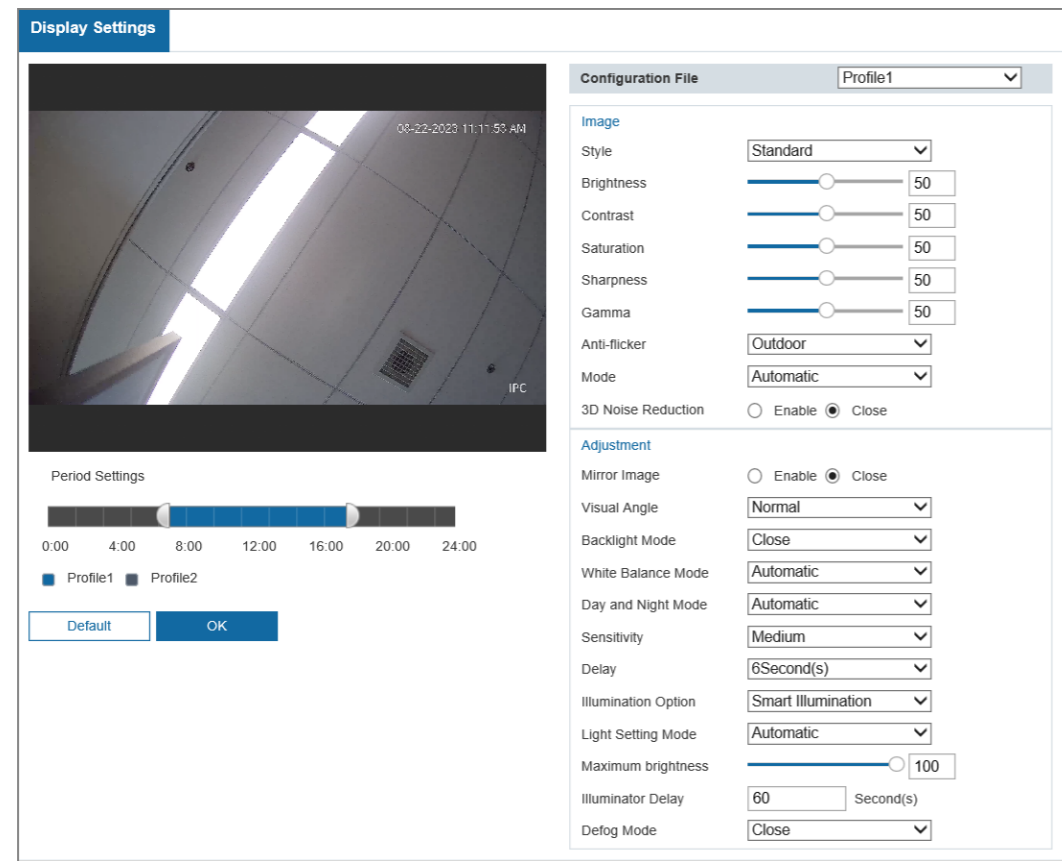 Display Settings
08-22-2023 11:11:53 AM
IPC
Period Settings
0:00 4:00 8:00 12:00 16:00 20:00 24:00
Profile1 Profile2
Default OK
Configuration File Profile1
Image
Style Standard
Brightness 50
Contrast 50
Saturation 50
Sharpness 50
Gamma 50
Anti-flicker Outdoor
Mode Automatic
3D Noise Reduction Enable Close
Adjustment
Mirror Image Enable Close
Visual Angle Normal
Backlight Mode Close
White Balance Mode Automatic
Day and Night Mode Automatic
Sensitivity Medium
Delay 6Second(s)
Illumination Option Smart Illumination
Light Setting Mode Automatic
Maximum brightness 100
Illuminator Delay 60 Second(s)
Defog Mode Close